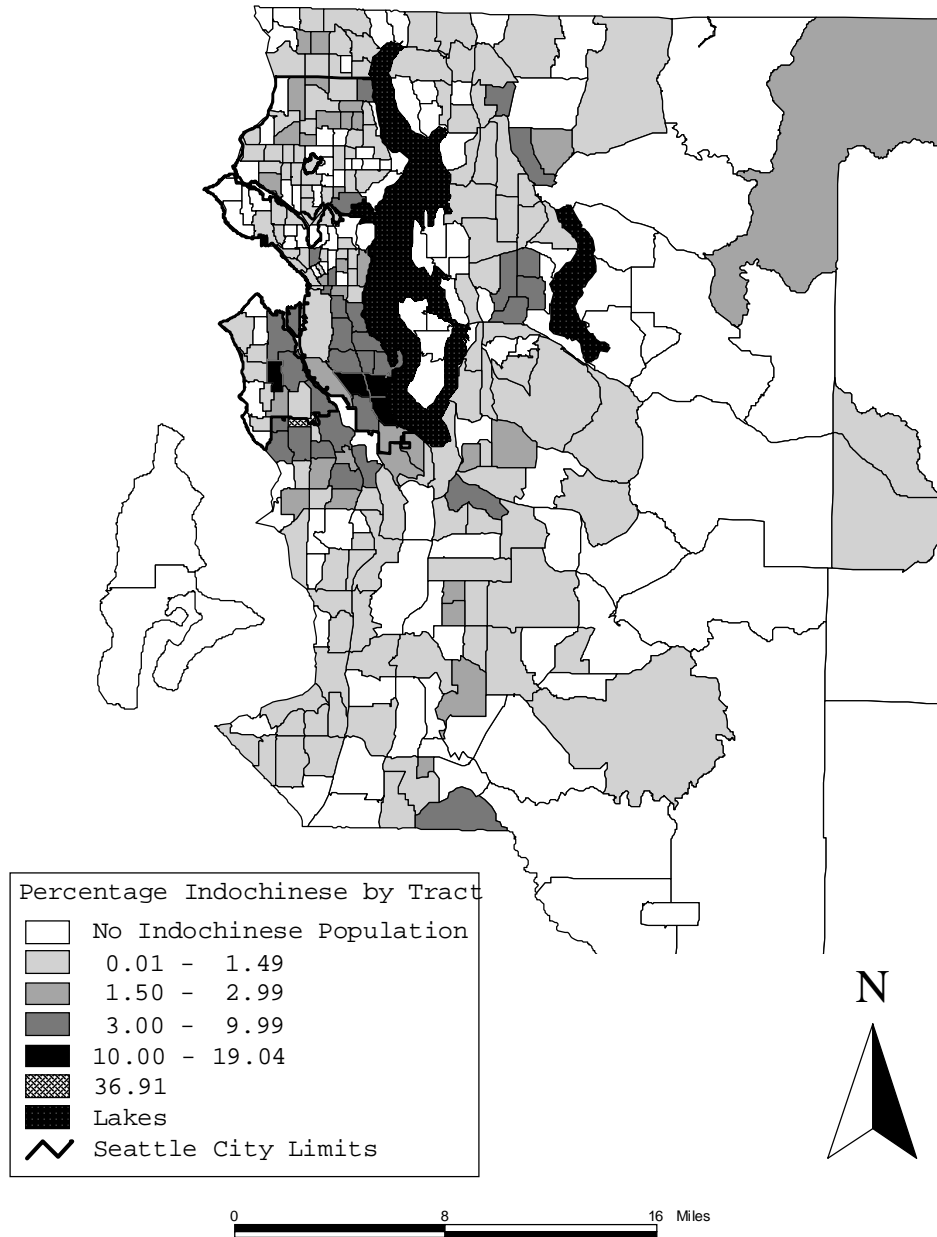 Percentage Indochinese by Tract
No Indochinese Population
0.01 - 1.49
1.50 - 2.99
3.00 - 9.99
10.00 - 19.04
36.91
Lakes
Seattle City Limits
N
0 8 16 Miles